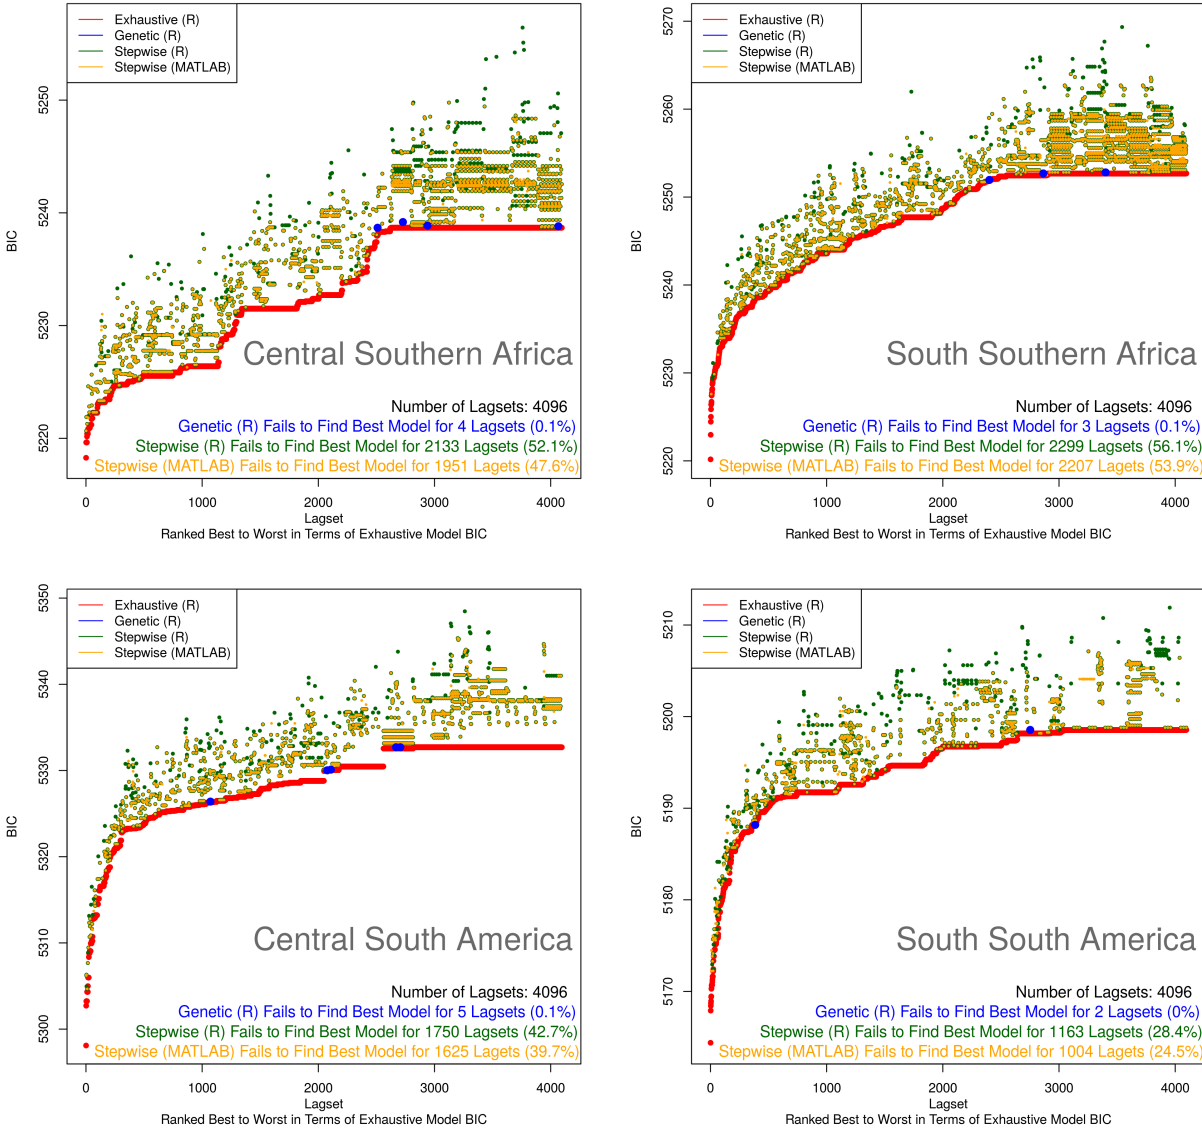 Exhaustive (R)
Genetic (R)
Stepwise (R)
Stepwise (MATLAB)
BIC
5250
5240
5230
5220
Central Southern Africa
Number of Lagsets: 4096
Genetic (R) Fails to Find Best Model for 4 Lagsets (0.1%)
Stepwise (R) Fails to Find Best Model for 2133 Lagsets (52.1%)
Stepwise (MATLAB) Fails to Find Best Model for 1951 Lagets (47.6%)
0 1000 2000 3000 4000
Lagset
Ranked Best to Worst in Terms of Exhaustive Model BIC
Exhaustive (R)
Genetic (R)
Stepwise (R)
Stepwise (MATLAB)
BIC
5270
5260
5250
5240
5230
5220
South Southern Africa
Number of Lagsets: 4096
Genetic (R) Fails to Find Best Model for 3 Lagsets (0.1%)
Stepwise (R) Fails to Find Best Model for 2299 Lagsets (56.1%)
Stepwise (MATLAB) Fails to Find Best Model for 2207 Lagets (53.9%)
0 1000 2000 3000 4000
Lagset
Ranked Best to Worst in Terms of Exhaustive Model BIC
Exhaustive (R)
Genetic (R)
Stepwise (R)
Stepwise (MATLAB)
BIC
5350
5340
5330
5320
5310
5300
Central South America
Number of Lagsets: 4096
Genetic (R) Fails to Find Best Model for 5 Lagsets (0.1%)
Stepwise (R) Fails to Find Best Model for 1750 Lagsets (42.7%)
Stepwise (MATLAB) Fails to Find Best Model for 1625 Lagets (39.7%)
0 1000 2000 3000 4000
Lagset
Ranked Best to Worst in Terms of Exhaustive Model BIC
Exhaustive (R)
Genetic (R)
Stepwise (R)
Stepwise (MATLAB)
BIC
5210
5200
5190
5180
5170
South South America
Number of Lagsets: 4096
Genetic (R) Fails to Find Best Model for 2 Lagsets (0%)
Stepwise (R) Fails to Find Best Model for 1163 Lagsets (28.4%)
Stepwise (MATLAB) Fails to Find Best Model for 1004 Lagets (24.5%)
0 1000 2000 3000 4000
Lagset
Ranked Best to Worst in Terms of Exhaustive Model BIC